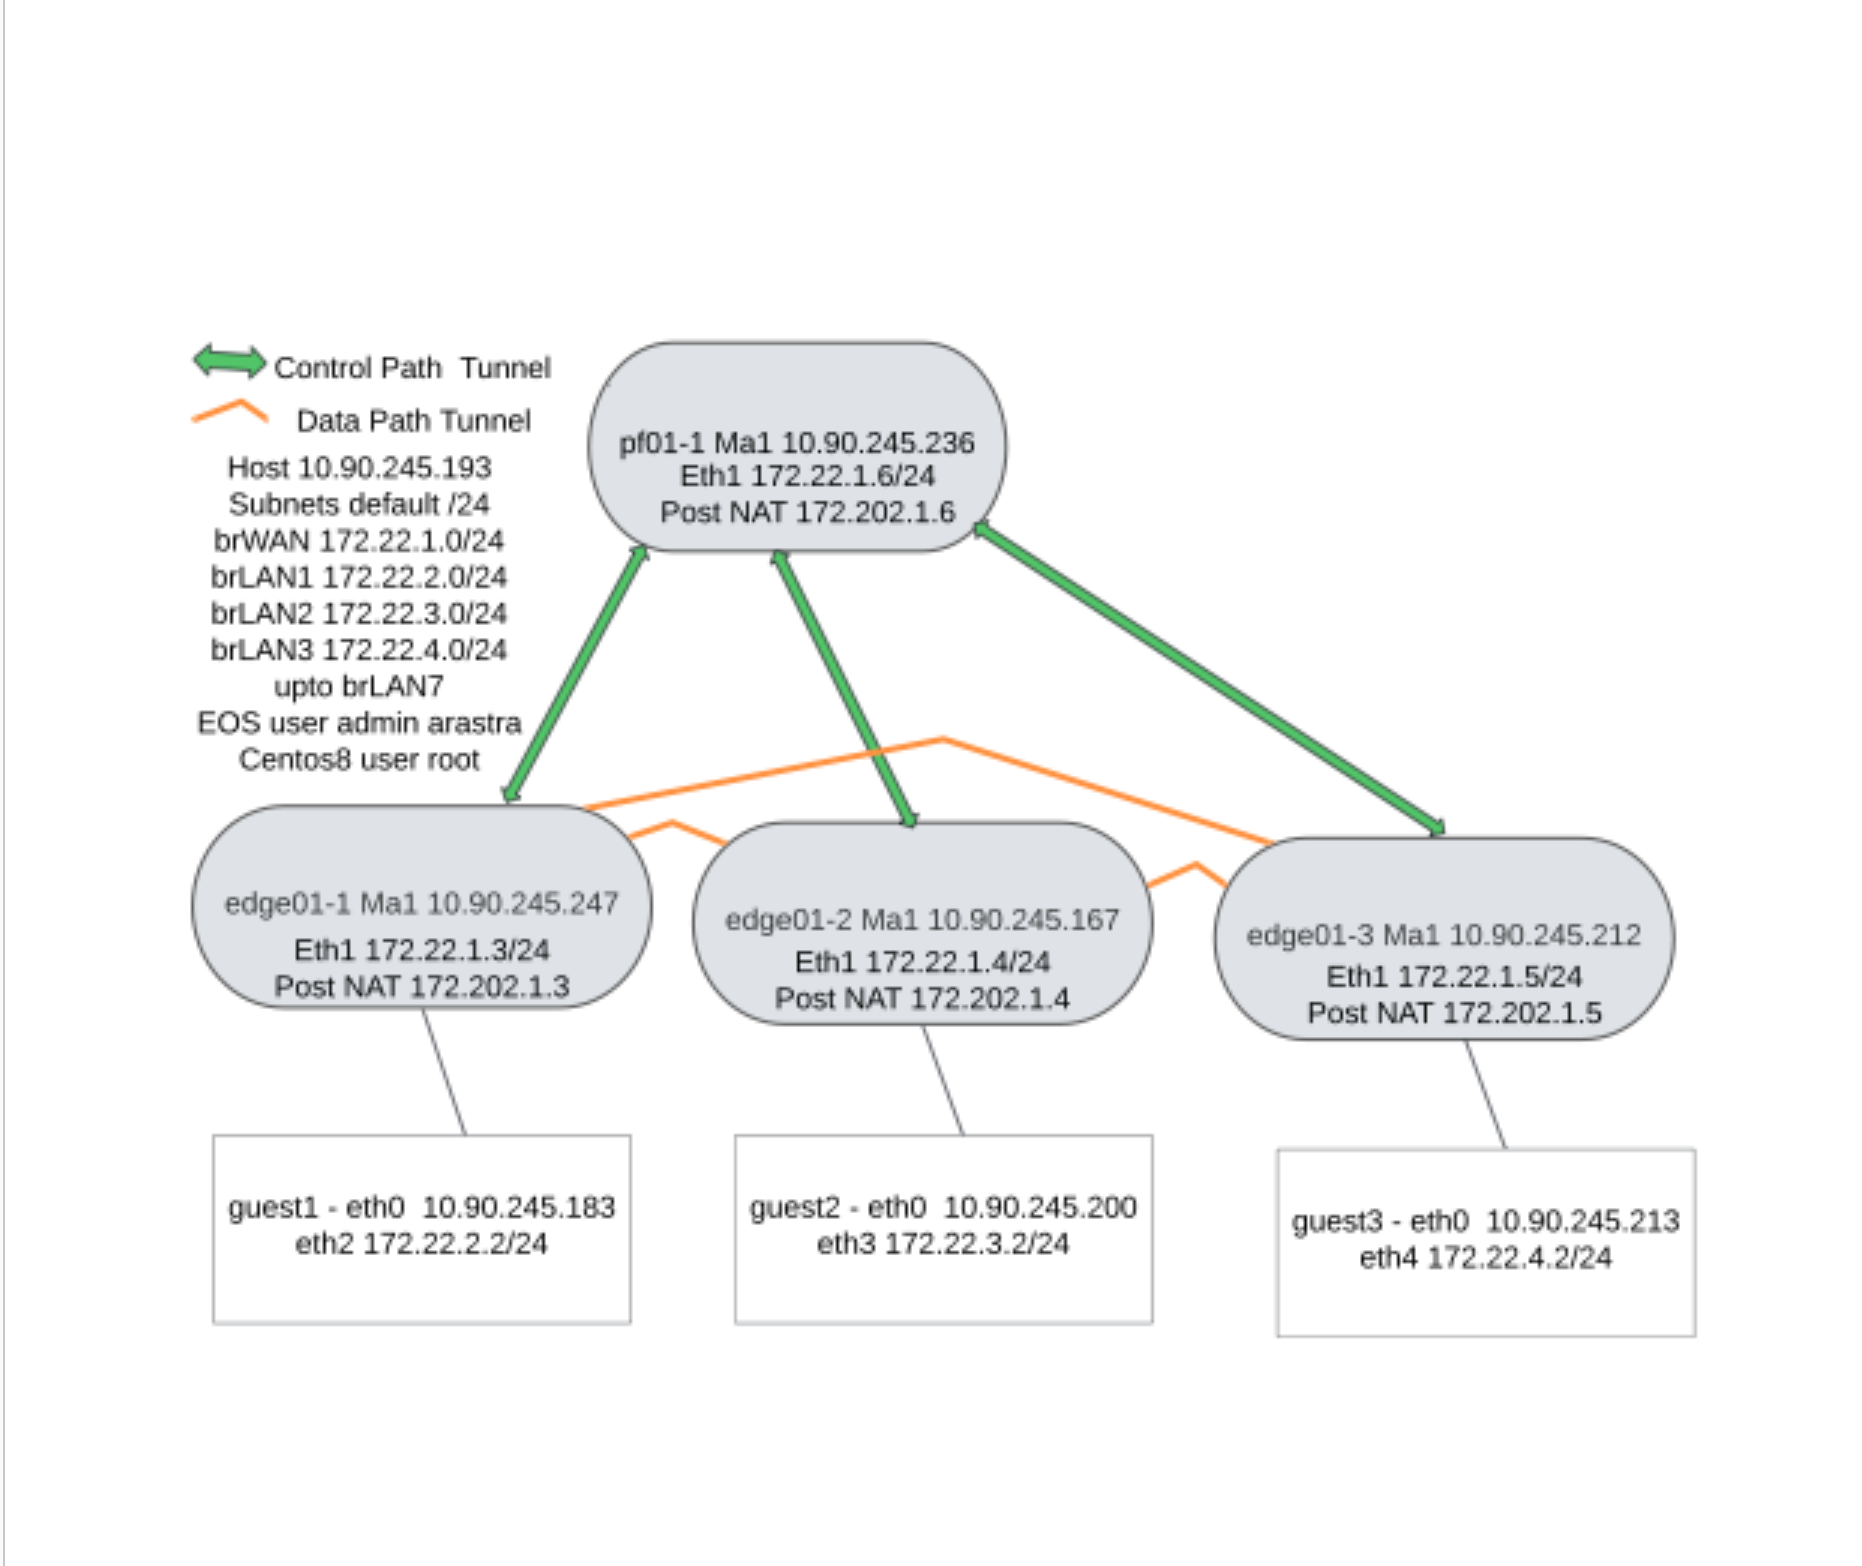 Control Path  Tunnel
Data Path Tunnel
Host 10.90.245.193
Subnets default /24
brWAN 172.22.1.0/24
brLAN1 172.22.2.0/24
brLAN2 172.22.3.0/24
brLAN3 172.22.4.0/24
upto brLAN7
EOS user admin arastra
Centos8 user root
pf01-1 Ma1 10.90.245.236
Eth1 172.22.1.6/24
Post NAT 172.202.1.6
edge01-1 Ma1 10.90.245.247
Eth1 172.22.1.3/24
Post NAT 172.202.1.3
edge01-2 Ma1 10.90.245.167
Eth1 172.22.1.4/24
Post NAT 172.202.1.4
edge01-3 Ma1 10.90.245.212
Eth1 172.22.1.5/24
Post NAT 172.202.1.5
guest1 - eth0  10.90.245.183
eth2 172.22.2.2/24
guest2 - eth0  10.90.245.200
eth3 172.22.3.2/24
guest3 - eth0  10.90.245.213
eth4 172.22.4.2/24